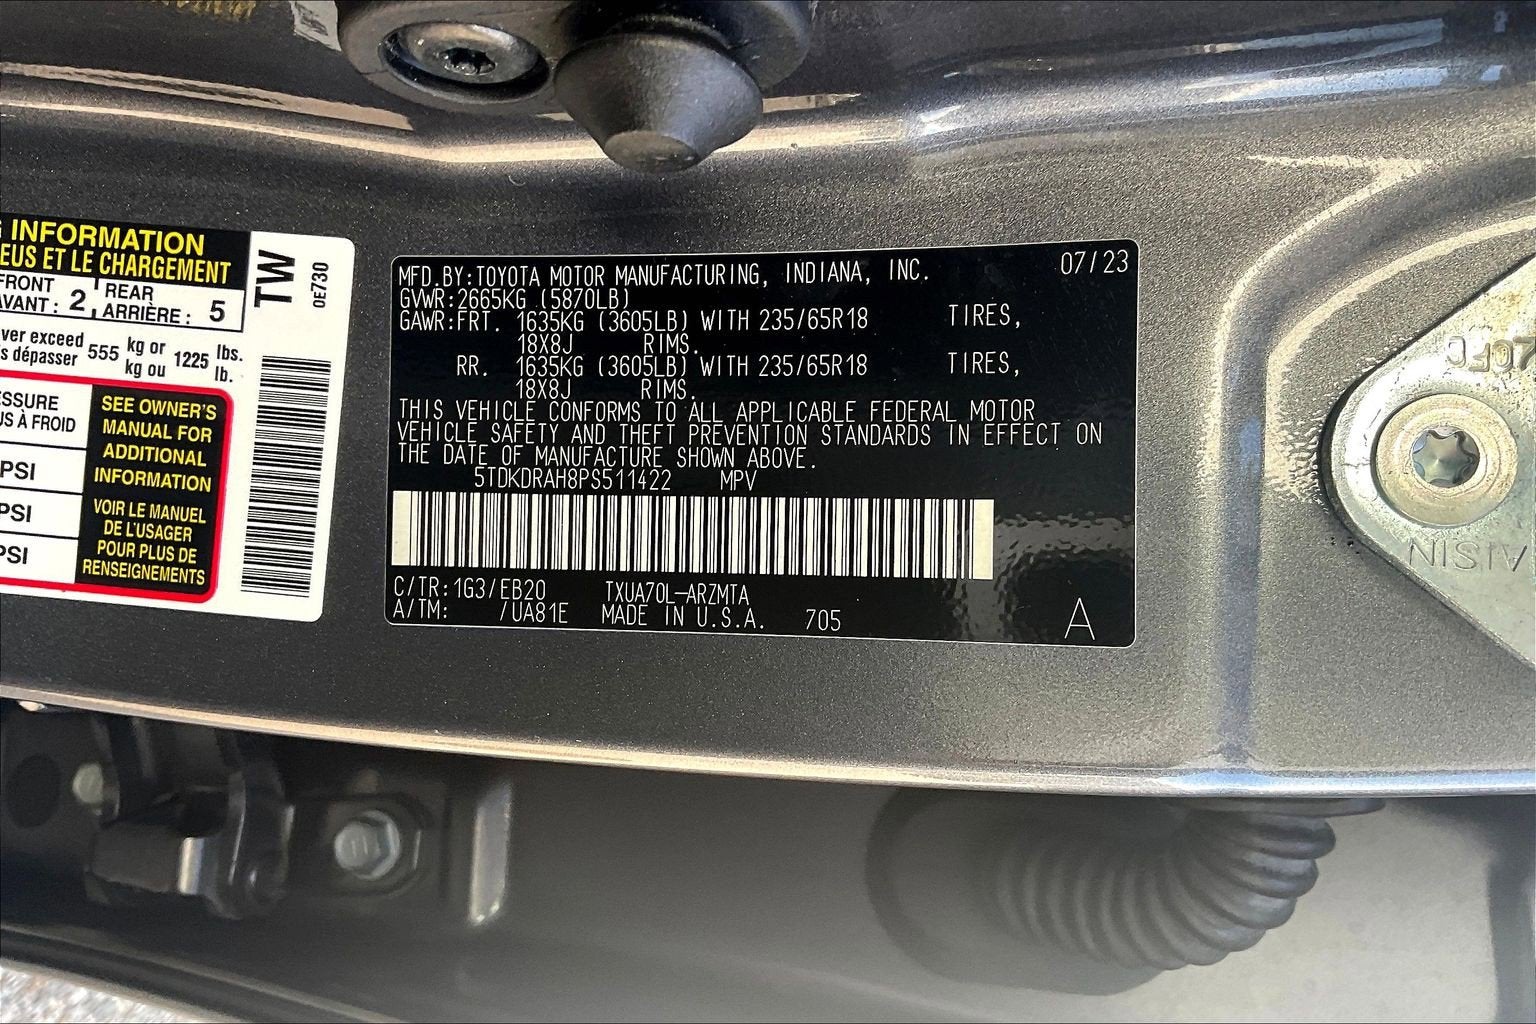 INFORMATION
EUS ET LE CHARGEMENT
FRONT
AVANT : 2
REAR
ARRIÈRE : 5
TW
0E730
ver exceed
s dépasser 555 kg or
kg ou 1225 lbs.
lb.
ESSURE
US À FROID
PSI
PSI
PSI
SEE OWNER'S
MANUAL FOR
ADDITIONAL
INFORMATION
VOIR LE MANUEL
DE L'USAGER
POUR PLUS DE
RENSEIGNEMENTS
MFD.BY:TOYOTA MOTOR MANUFACTURING, INDIANA, INC. 07/23
GVWR:2665KG (5870LB)
GAWR:FRT. 1635KG (3605LB) WITH 235/65R18 TIRES,
18X8J RIMS.
RR. 1635KG (3605LB) WITH 235/65R18 TIRES,
18X8J RIMS.
THIS VEHICLE CONFORMS TO ALL APPLICABLE FEDERAL MOTOR
VEHICLE SAFETY AND THEFT PREVENTION STANDARDS IN EFFECT ON
THE DATE OF MANUFACTURE SHOWN ABOVE.
5TDKDRAH8PS511422 MPV
C/TR:1G3/EB20 TXUA70L-ARZMTA
A/TM: /UA81E MADE IN U.S.A. 705
A
AISIN